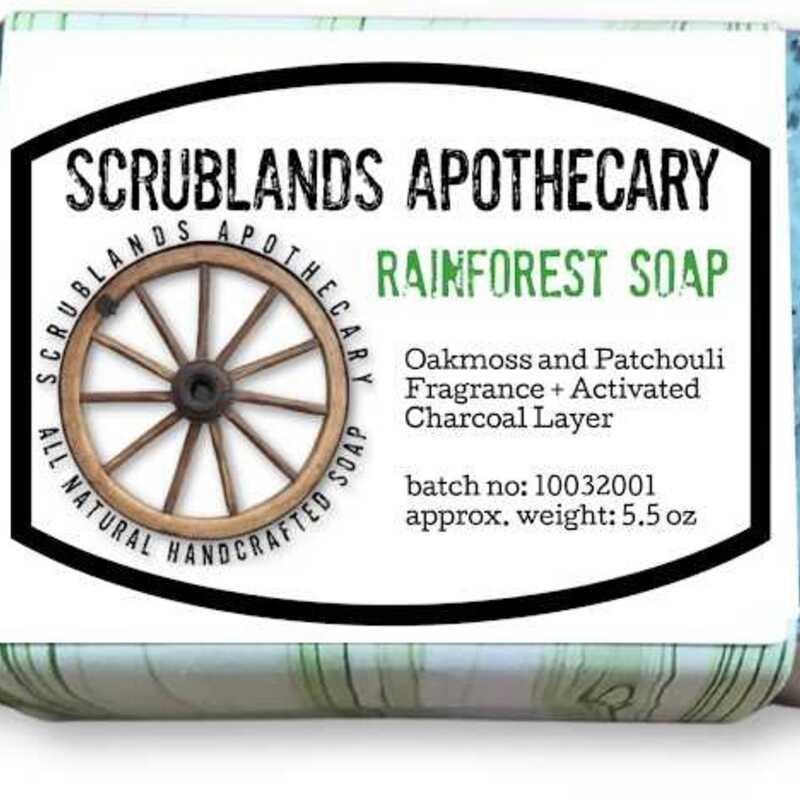 SCRUBLANDS APOTHECARY
SCRUBLANDS APOTHECARY
ALL NATURAL HANDCRAFTED SOAP
RAINFOREST SOAP
Oakmoss and Patchouli
Fragrance + Activated
Charcoal Layer
batch no: 10032001
approx. weight: 5.5 oz